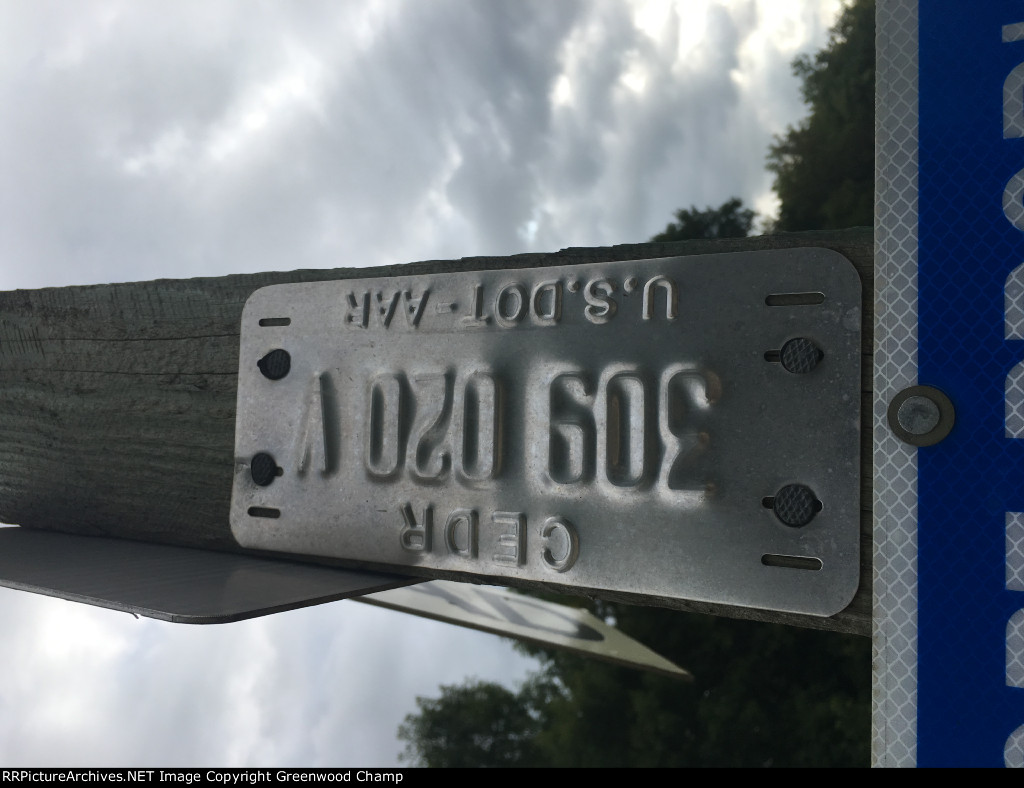 CEDR
309 020 V
U.S.DOT-AAR
RRPictureArchives.NET Image Copyright Greenwood Champ